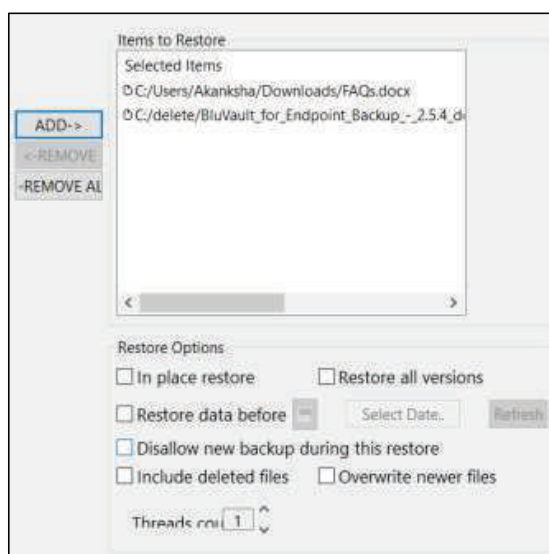 Items to Restore
Selected Items
C:/Users/Akanksha/Downloads/FAQs.docx
C:/delete/BluVault_for_Endpoint_Backup_-_2.5.4_d
ADD->
<-REMOVE
-REMOVE AL
Restore Options
In place restore Restore all versions
Restore data before Select Date.. Refresh
Disallow new backup during this restore
Include deleted files Overwrite newer files
Threads cou 1